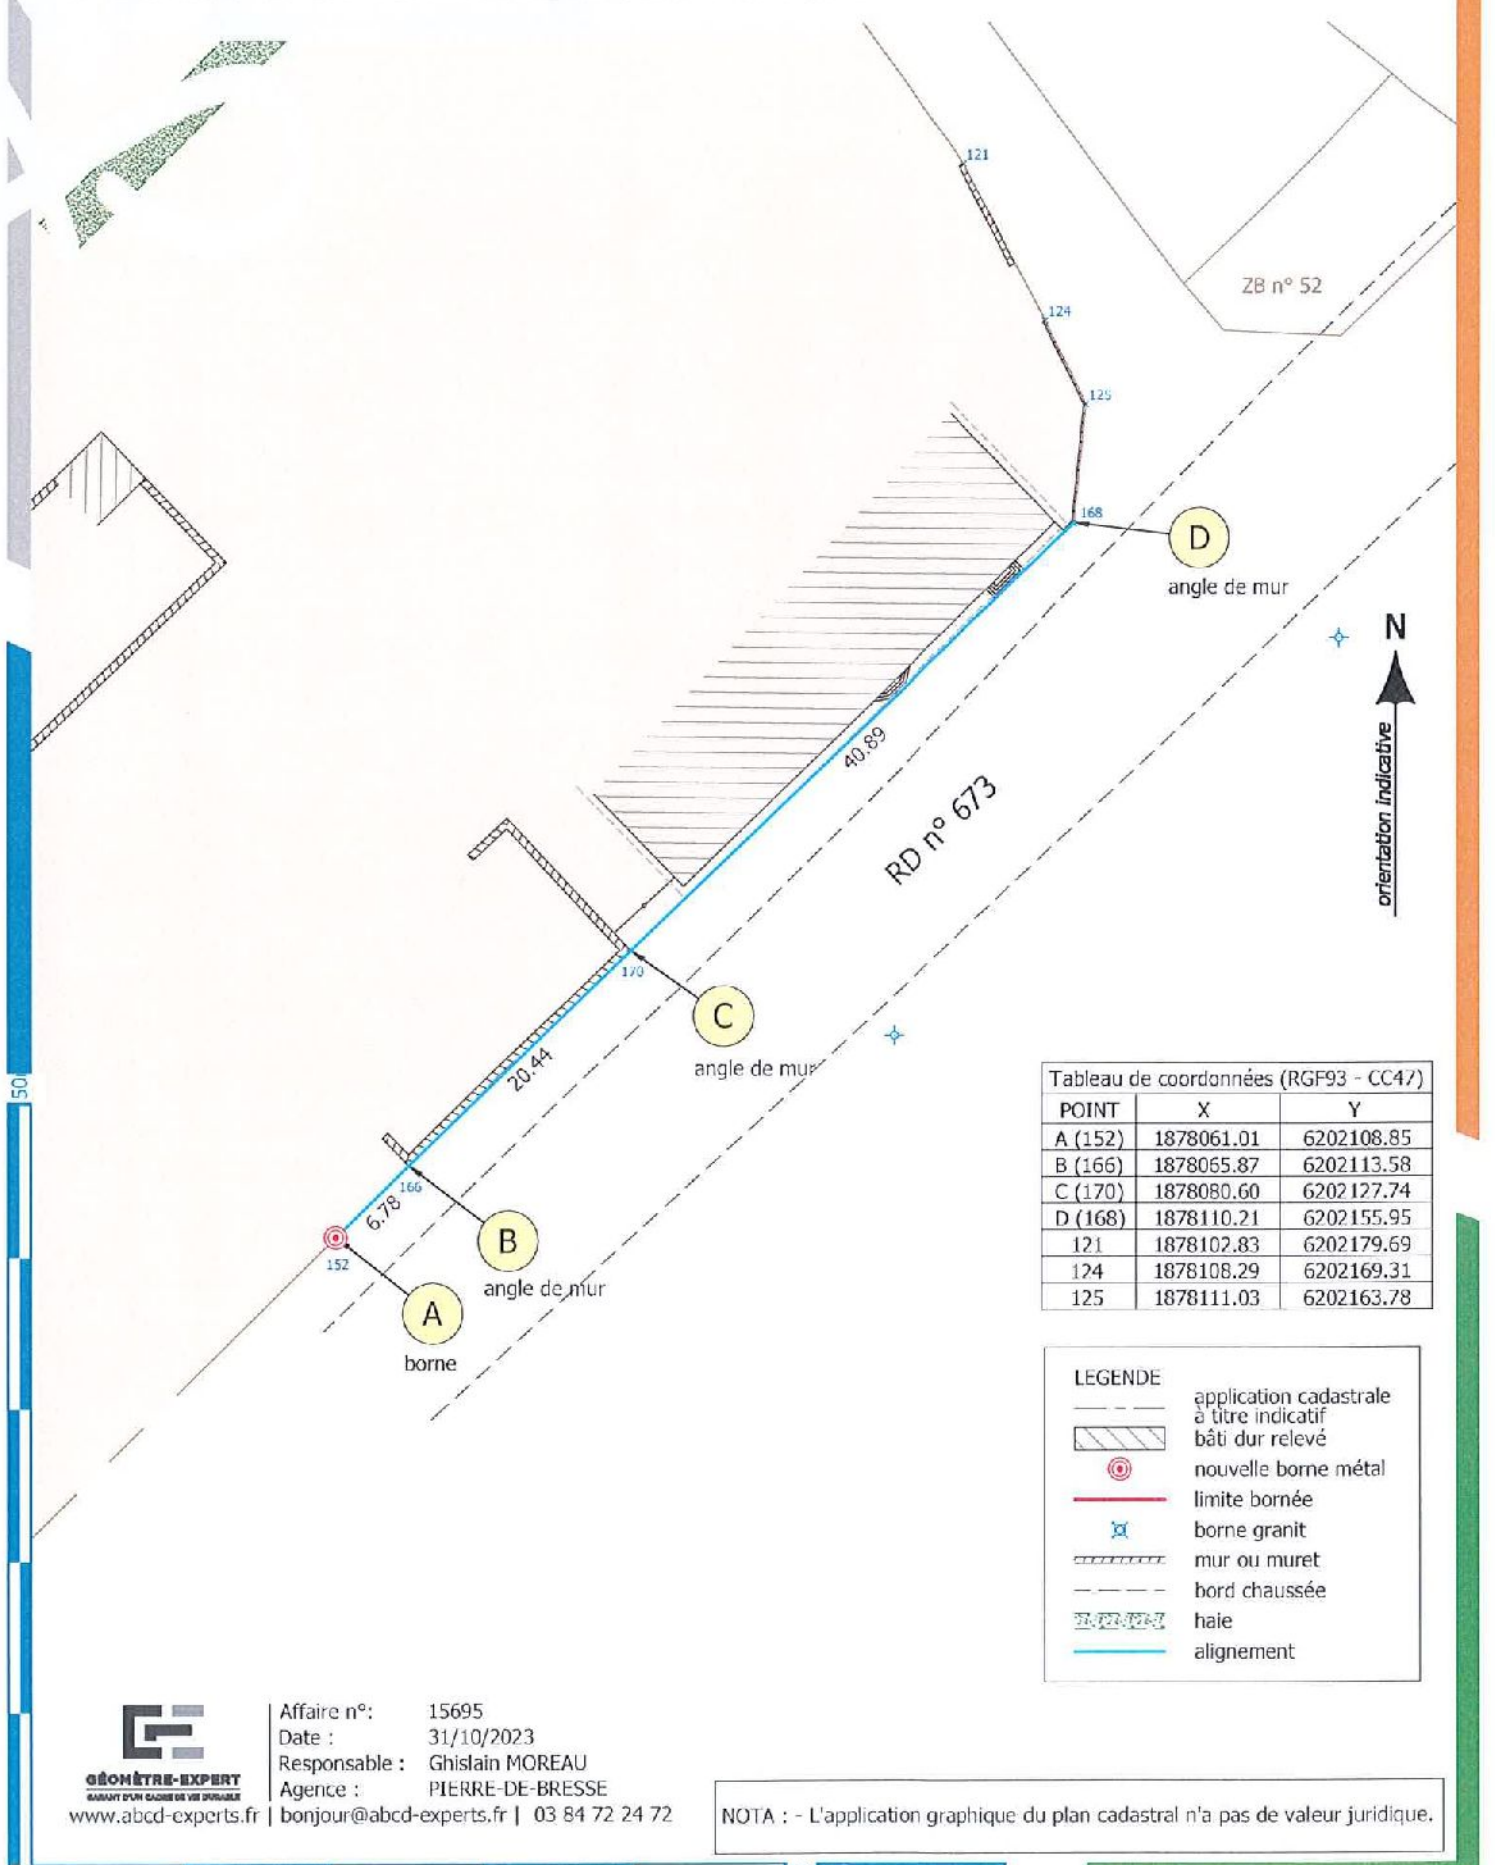 121
ZB n° 52
124
125
168
D
angle de mur
N
orientation indicative
40.89
RD n° 673
170
C
angle de mur
20.44
50
166
6.78
B
angle de mur
152
A
borne
Tableau de coordonnées (RGF93 - CC47)
POINT X Y
A (152) 1878061.01 6202108.85
B (166) 1878065.87 6202113.58
C (170) 1878080.60 6202127.74
D (168) 1878110.21 6202155.95
121 1878102.83 6202179.69
124 1878108.29 6202169.31
125 1878111.03 6202163.78
LEGENDE
application cadastrale
à titre indicatif
bâti dur relevé
nouvelle borne métal
limite bornée
borne granit
mur ou muret
bord chaussée
haie
alignement
GÉOMÈTRE-EXPERT
GARANT D'UN CADRE DE VIE DURABLE
Affaire n°: 15695
Date : 31/10/2023
Responsable : Ghislain MOREAU
Agence : PIERRE-DE-BRESSE
www.abcd-experts.fr | bonjour@abcd-experts.fr | 03 84 72 24 72
NOTA : - L'application graphique du plan cadastral n'a pas de valeur juridique.